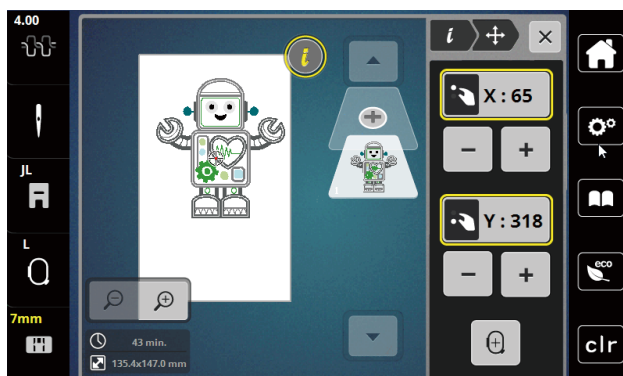 4.00
JL
L
7mm
i
43 min.
135.4x147.0 mm
i
X : 65
Y : 318
eco
clr